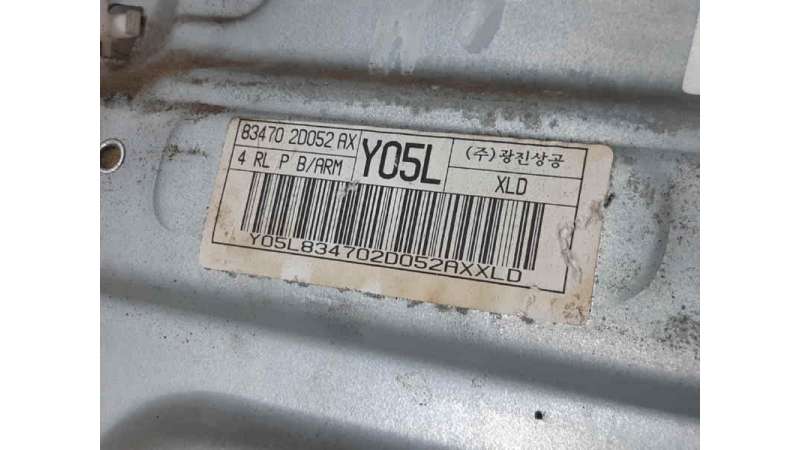 83470 2D052 AX
4 RL P B/ARM
Y05L
(주)광진상공
XLD
Y05L834702D052AXXLD